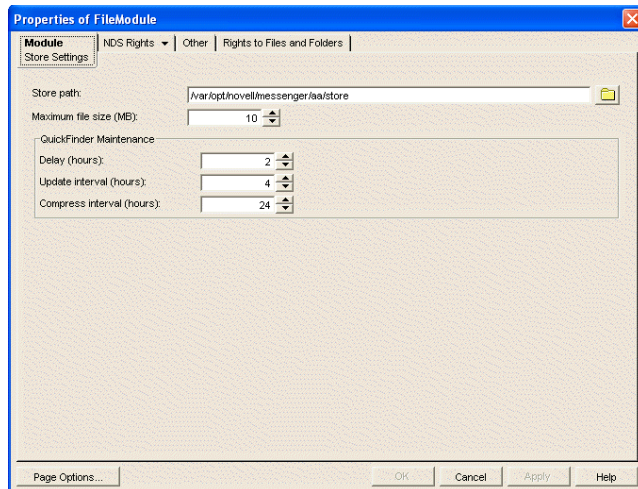 Properties of FileModule
Module NDS Rights Other Rights to Files and Folders
Store Settings
Store path: /var/opt/novell/messenger/aa/store
Maximum file size (MB): 10
QuickFinder Maintenance
Delay (hours): 2
Update interval (hours): 4
Compress interval (hours): 24
Page Options... OK Cancel Apply Help